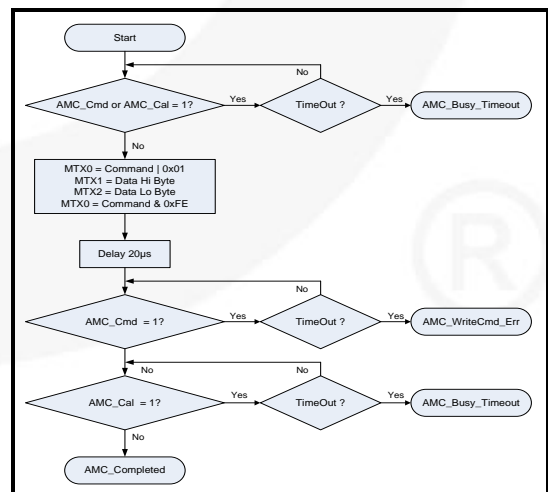 Start
No
AMC_Cmd or AMC_Cal = 1?
Yes
TimeOut ?
Yes
AMC_Busy_Timeout
No
MTX0 = Command | 0x01
MTX1 = Data Hi Byte
MTX2 = Data Lo Byte
MTX0 = Command & 0xFE
Delay 20µs
No
AMC_Cmd = 1?
Yes
TimeOut ?
Yes
AMC_WriteCmd_Err
No
No
AMC_Cal = 1?
Yes
TimeOut ?
Yes
AMC_Busy_Timeout
No
AMC_Completed
®